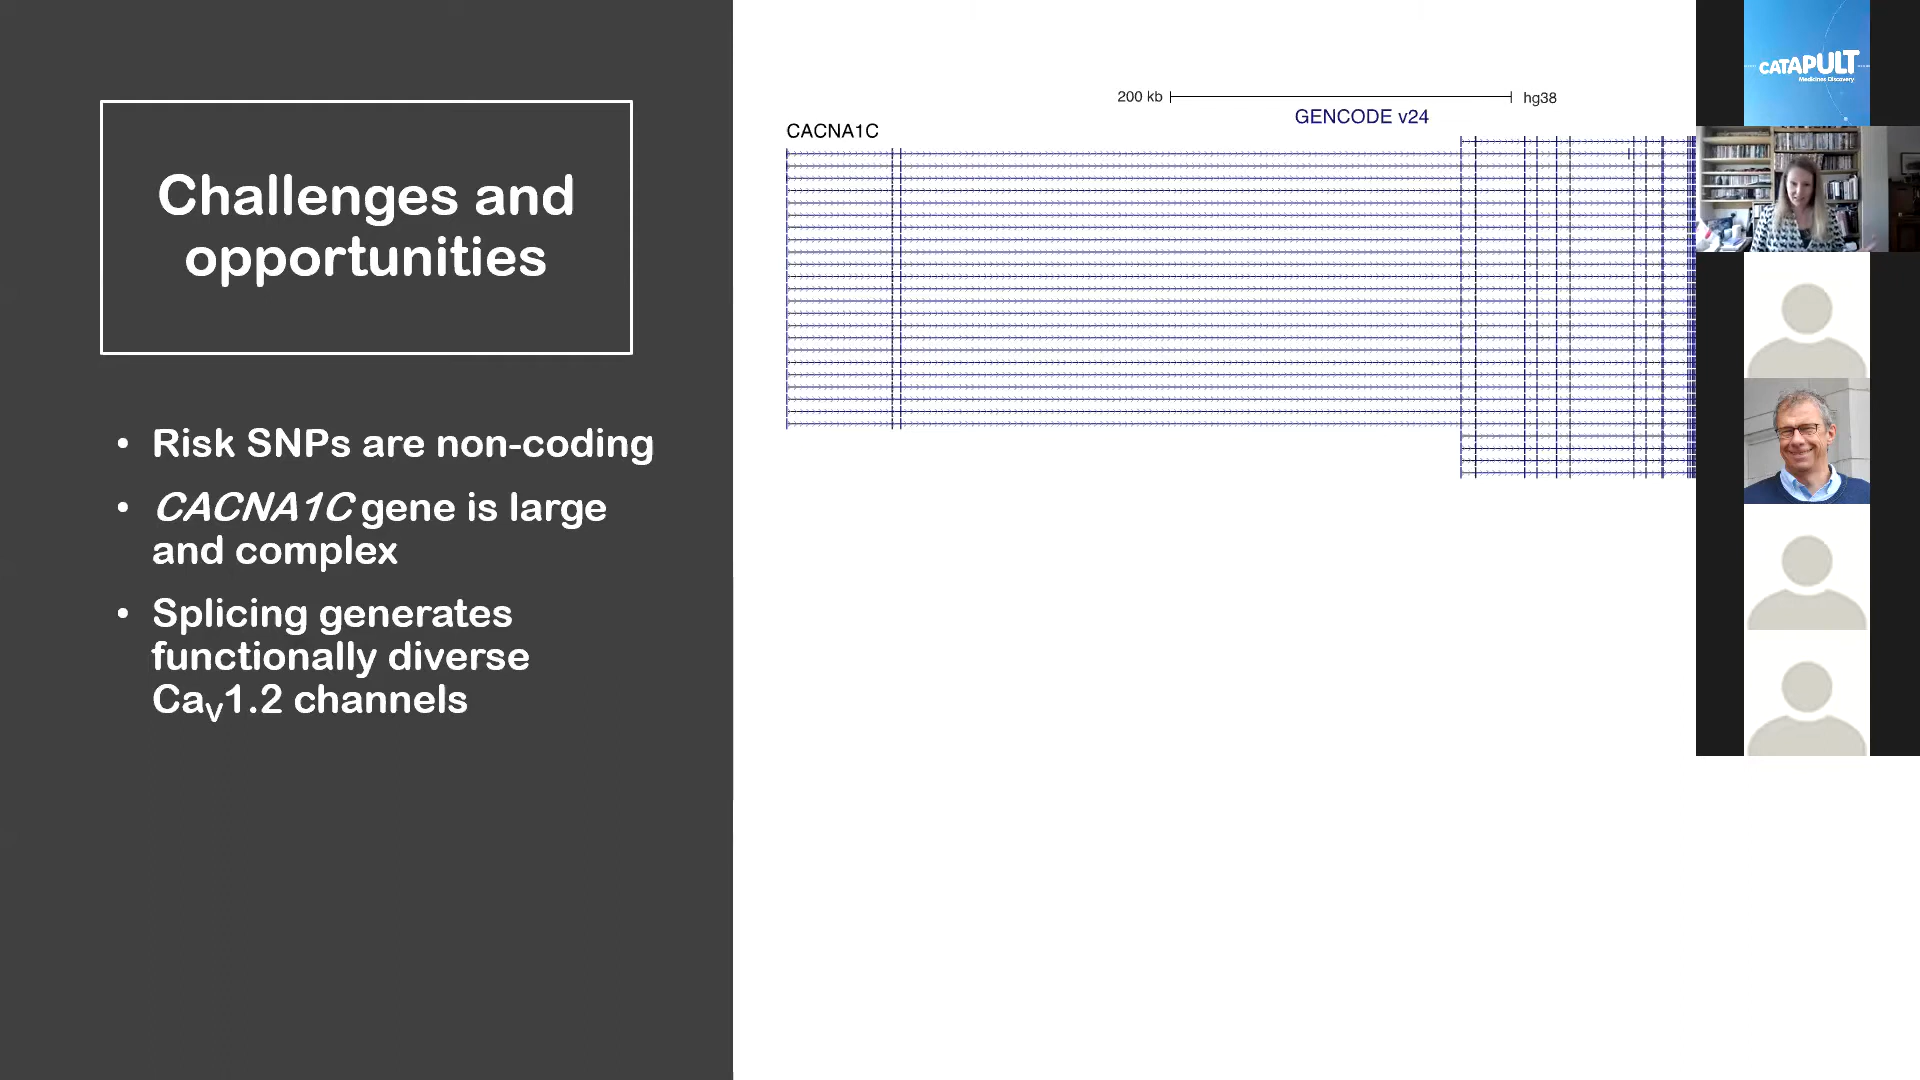 Challenges and
opportunities
• Risk SNPs are non-coding
• CACNA1C gene is large
and complex
• Splicing generates
functionally diverse
CaV1.2 channels
200 kb
hg38
GENCODE v24
CACNA1C
CATAPULT
Medicines Discovery